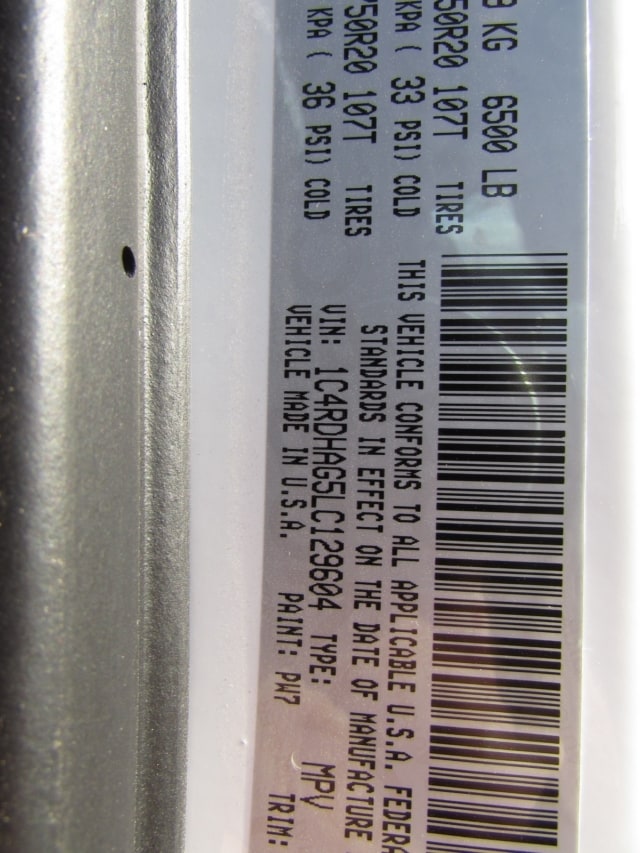 8 KG 6500 LB
50R20 107T TIRES
KPA ( 33 PSI) COLD
50R20 107T TIRES
KPA ( 36 PSI) COLD
THIS VEHICLE CONFORMS TO ALL APPLICABLE U.S.A. FEDERA
STANDARDS IN EFFECT ON THE DATE OF MANUFACTURE
VIN: 1C4RDHAG5LC129604 TYPE: MPV
VEHICLE MADE IN U.S.A. PAINT: PW7 TRIM: